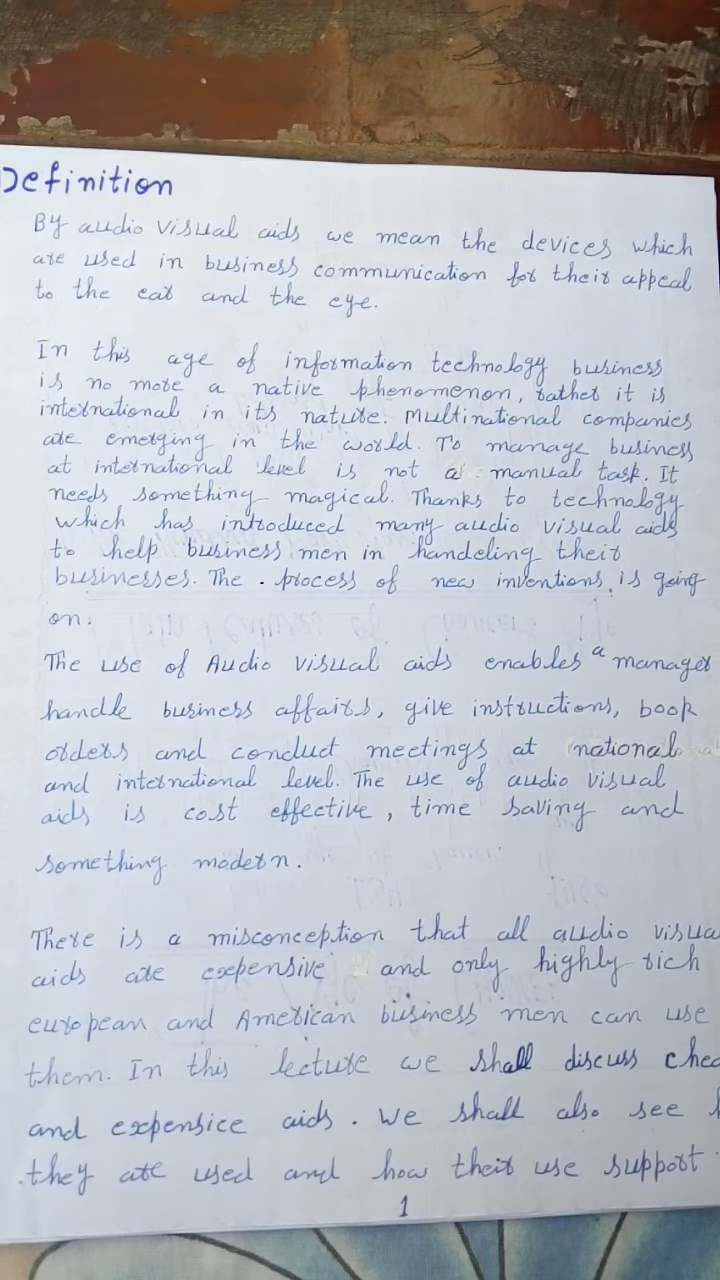 Definition
By audio visual aids we mean the devices which
are used in business communication for their appeal
to the ear and the eye.
In this age of information technology business
is no more a native phenomenon, rather it is
international in its nature. Multinational companies
are emerging in the world. To manage business
at international level is not a manual task. It
needs something magical. Thanks to technology
which has introduced many audio visual aids
to help business men in handeling their
businesses. The process of new inventions is going
on.
The use of Audio visual aids enables a manager
handle business affairs, give instructions, book
orders and conduct meetings at national
and international level. The use of audio visual
aids is cost effective, time saving and
something madern.
There is a misconception that all audio visua
aids are expensive and only highly rich
european and American business men can use
them. In this lecture we shall discuss chea
and expensice aids. We shall also see h
they are used and how their use support
1